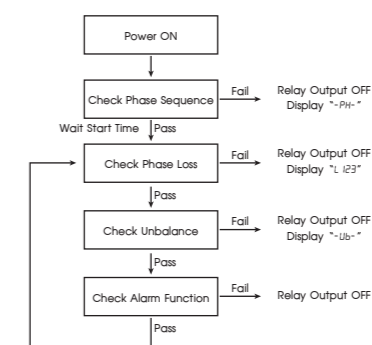 Power ON
Check Phase Sequence
Fail
Relay Output OFF
Display "-PH-"
Wait Start Time
Pass
Check Phase Loss
Fail
Relay Output OFF
Display "L 123"
Pass
Check Unbalance
Fail
Relay Output OFF
Display "-Ub-"
Pass
Check Alarm Function
Fail
Relay Output OFF
Pass